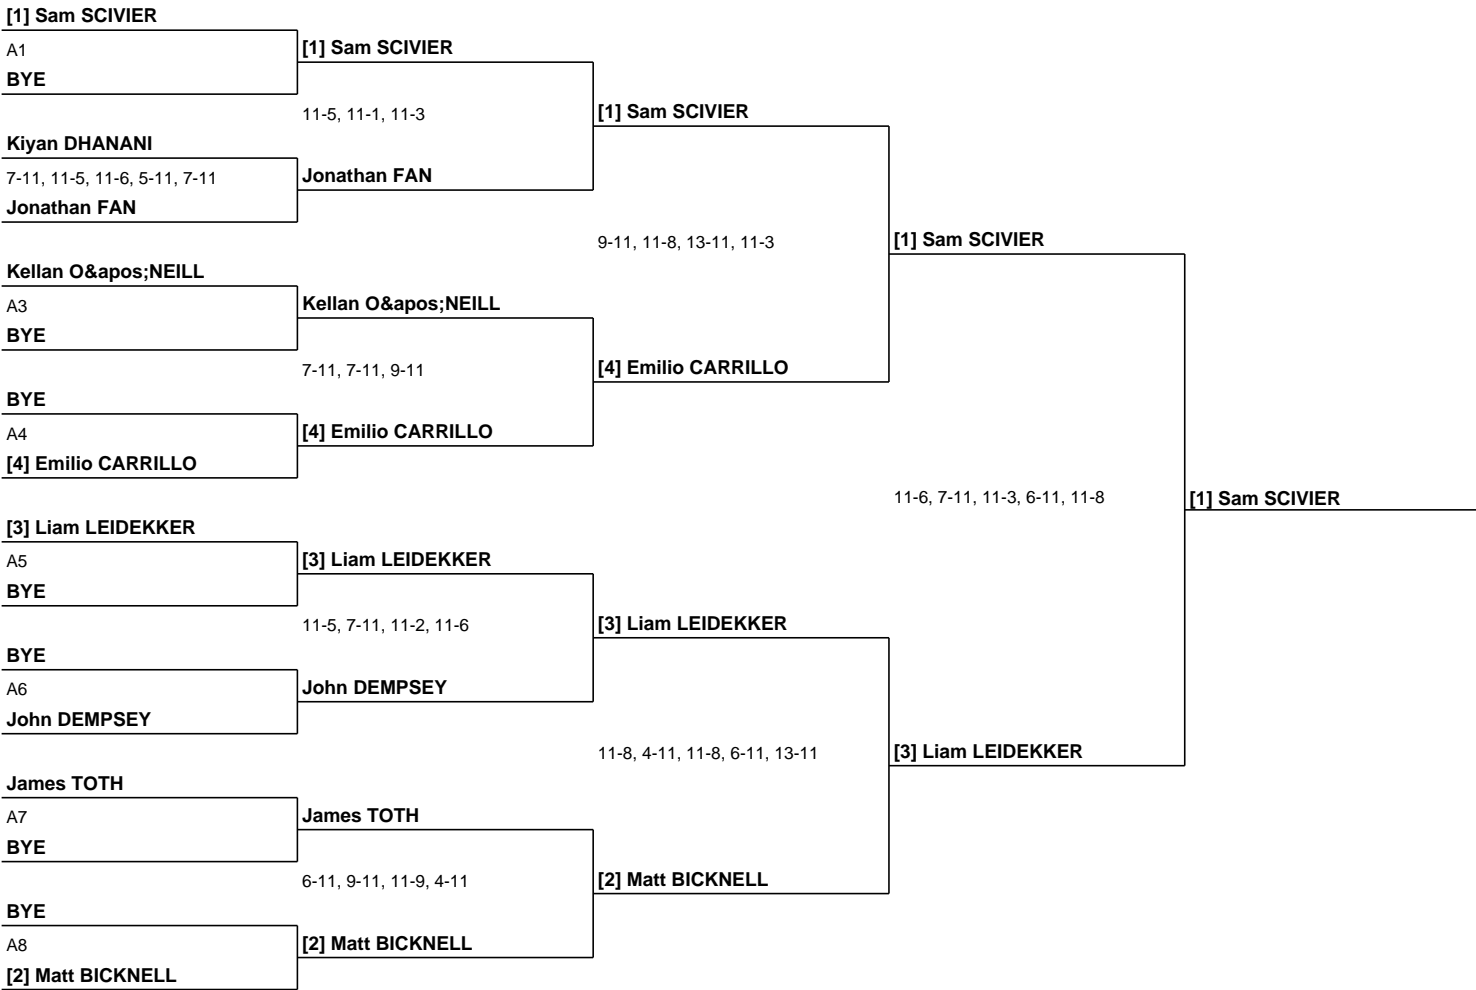 [1] Sam SCIVIER
A1
BYE
[1] Sam SCIVIER
11-5, 11-1, 11-3
[1] Sam SCIVIER
Kiyan DHANANI
7-11, 11-5, 11-6, 5-11, 7-11
Jonathan FAN
Jonathan FAN
9-11, 11-8, 13-11, 11-3
[1] Sam SCIVIER
Kellan O&apos;NEILL
A3
BYE
Kellan O&apos;NEILL
7-11, 7-11, 9-11
[4] Emilio CARRILLO
BYE
A4
[4] Emilio CARRILLO
[4] Emilio CARRILLO
11-6, 7-11, 11-3, 6-11, 11-8
[1] Sam SCIVIER
[3] Liam LEIDEKKER
A5
BYE
[3] Liam LEIDEKKER
11-5, 7-11, 11-2, 11-6
[3] Liam LEIDEKKER
BYE
A6
John DEMPSEY
John DEMPSEY
11-8, 4-11, 11-8, 6-11, 13-11
[3] Liam LEIDEKKER
James TOTH
A7
BYE
James TOTH
6-11, 9-11, 11-9, 4-11
[2] Matt BICKNELL
BYE
A8
[2] Matt BICKNELL
[2] Matt BICKNELL